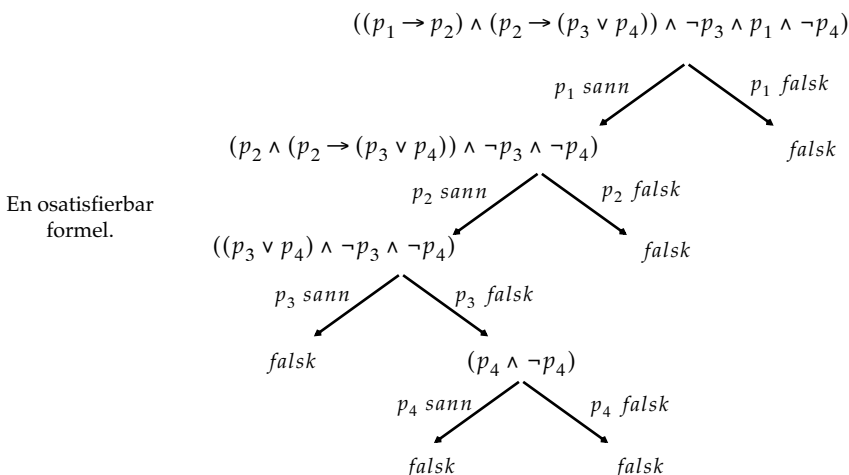 ((p₁ → p₂) ∧ (p₂ → (p₃ ∨ p₄)) ∧ ¬p₃ ∧ p₁ ∧ ¬p₄)
p₁ sann
p₁ falsk
falsk
(p₂ ∧ (p₂ → (p₃ ∨ p₄)) ∧ ¬p₃ ∧ ¬p₄)
p₂ sann
p₂ falsk
En osatisfierbar
formel.
falsk
((p₃ ∨ p₄) ∧ ¬p₃ ∧ ¬p₄)
p₃ sann
p₃ falsk
falsk
(p₄ ∧ ¬p₄)
p₄ sann
p₄ falsk
falsk
falsk